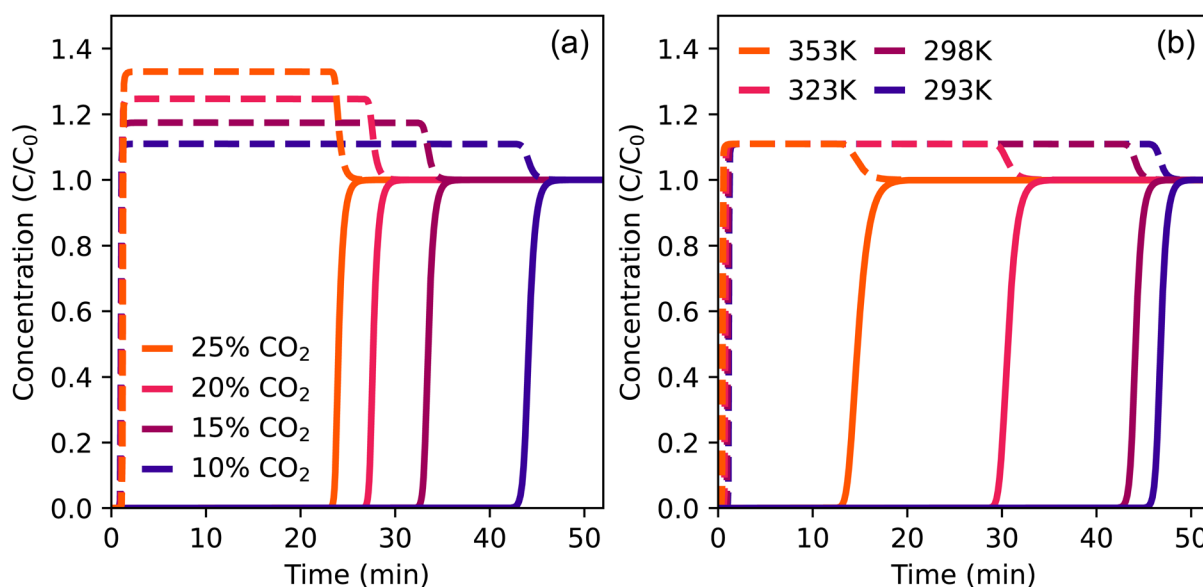 (a)
Concentration (C/C₀)
1.4
1.2
1.0
0.8
0.6
0.4
0.2
0.0
25% CO₂
20% CO₂
15% CO₂
10% CO₂
0 10 20 30 40 50
Time (min)
(b)
353K 298K
323K 293K
Concentration (C/C₀)
1.4
1.2
1.0
0.8
0.6
0.4
0.2
0.0
0 10 20 30 40 50
Time (min)